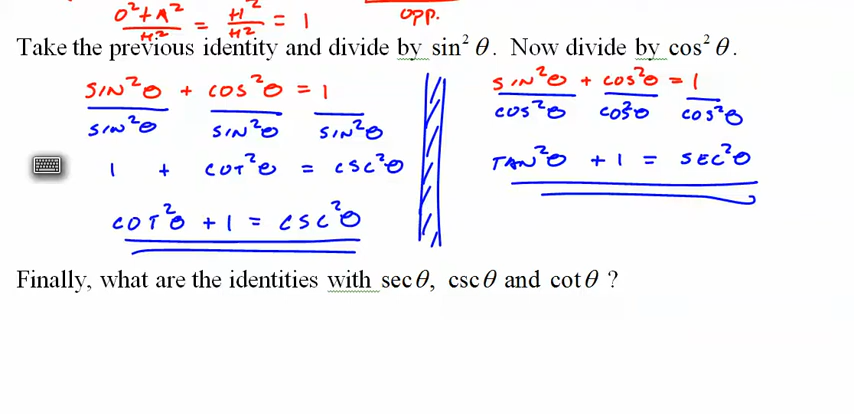 O²+A² / H² = H² / H² = 1
opp.
Take the previous identity and divide by sin² θ. Now divide by cos² θ.
SIN²θ + COS²θ = 1
SIN²θ SIN²θ SIN²θ
1 + COT²θ = CSC²θ
COT²θ + 1 = CSC²θ
SIN²θ + COS²θ = 1
COS²θ COS²θ COS²θ
TAN²θ + 1 = SEC²θ
Finally, what are the identities with sec θ, csc θ and cot θ ?